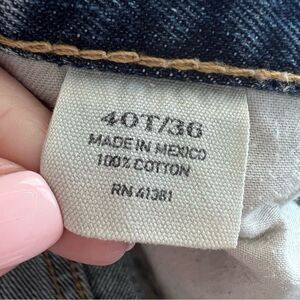 40T/36
MADE IN MEXICO
100% COTTON
RN 41381